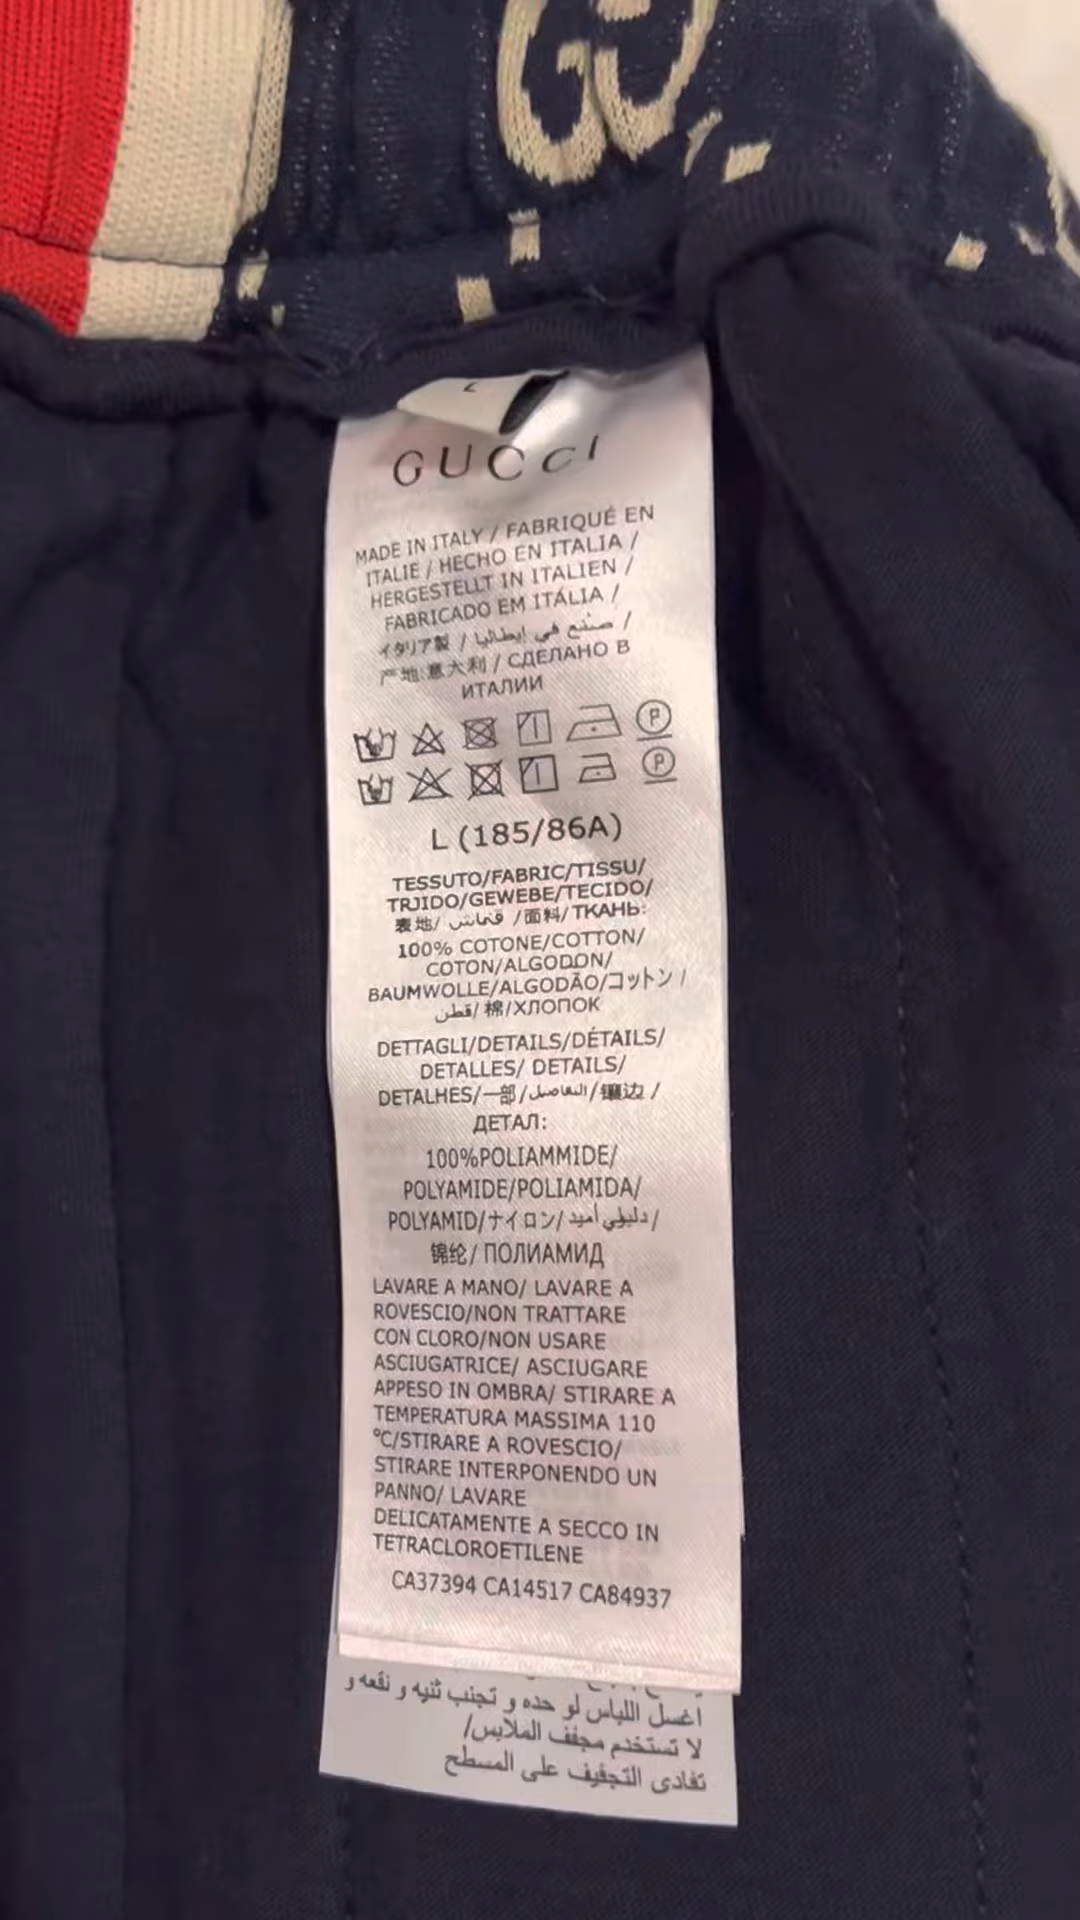 GG
L
GUCCI
MADE IN ITALY / FABRIQUÉ EN
ITALIE / HECHO EN ITALIA /
HERGESTELLT IN ITALIEN /
FABRICADO EM ITÁLIA /
イタリア製 / صنع في إيطاليا /
产地:意大利 / СДЕЛАНО В
ИТАЛИИ
P
P
L (185/86A)
TESSUTO/FABRIC/TISSU/
TRJIDO/GEWEBE/TECIDO/
表地/ قماش /面料/ТКАНЬ:
100% COTONE/COTTON/
COTON/ALGODON/
BAUMWOLLE/ALGODÃO/コットン /
قطن/ 棉/ХЛОПОК
DETTAGLI/DETAILS/DÉTAILS/
DETALLES/ DETAILS/
DETALHES/一部/التفاصيل/镶边 /
ДЕТАЛ:
100%POLIAMMIDE/
POLYAMIDE/POLIAMIDA/
POLYAMID/ナイロン/ /
锦纶/ ПОЛИАМИД
LAVARE A MANO/ LAVARE A
ROVESCIO/NON TRATTARE
CON CLORO/NON USARE
ASCIUGATRICE/ ASCIUGARE
APPESO IN OMBRA/ STIRARE A
TEMPERATURA MASSIMA 110
°C/STIRARE A ROVESCIO/
STIRARE INTERPONENDO UN
PANNO/ LAVARE
DELICATAMENTE A SECCO IN
TETRACLOROETILENE
CA37394 CA14517 CA84937
اغسل اللباس لو حده و تجنب ثنيه و نقعه و
لا تستخدم مجفف الملابس/
تفادى التجفيف على المسطح